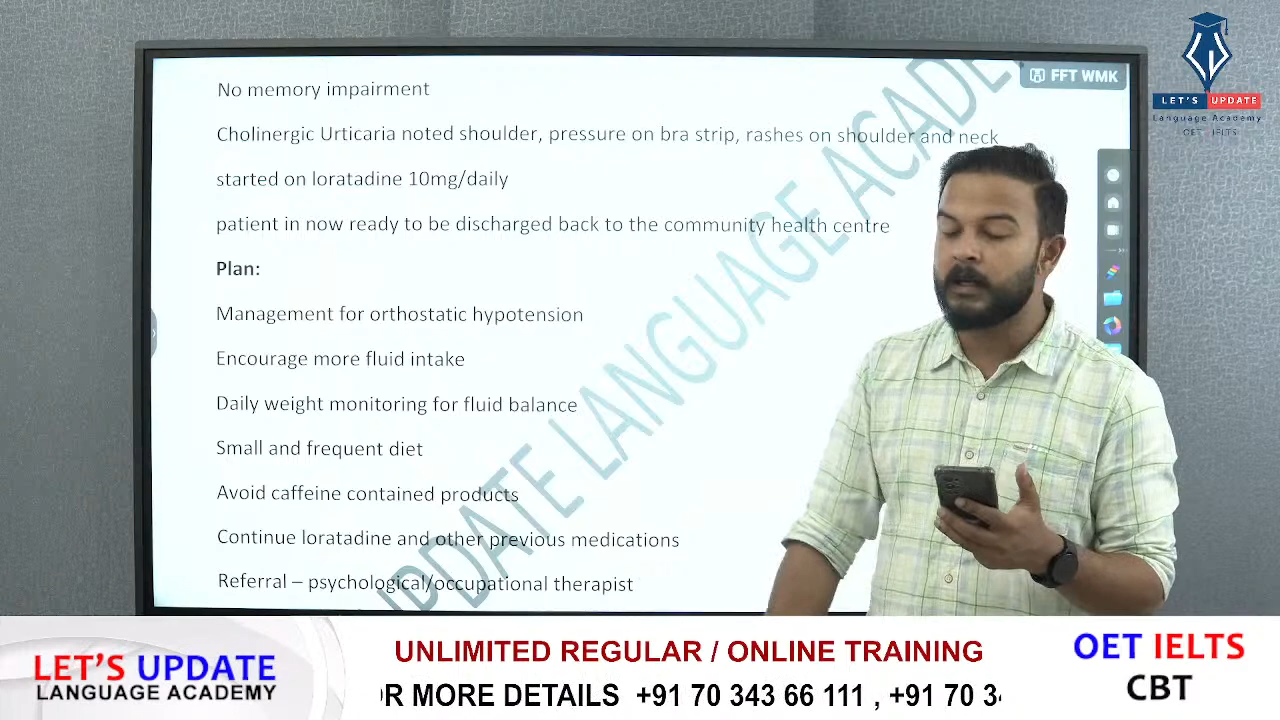 No memory impairment
Cholinergic Urticaria noted shoulder, pressure on bra strip, rashes on shoulder and neck
started on loratadine 10mg/daily
patient in now ready to be discharged back to the community health centre
Plan:
Management for orthostatic hypotension
Encourage more fluid intake
Daily weight monitoring for fluid balance
Small and frequent diet
Avoid caffeine contained products
Continue loratadine and other previous medications
Referral – psychological/occupational therapist
UPDATE LANGUAGE ACADEM
FFT WMK
LET'S UPDATE
Language Academy
OET IELTS
LET'S UPDATE
LANGUAGE ACADEMY
UNLIMITED REGULAR / ONLINE TRAINING
OR MORE DETAILS +91 70 343 66 111 , +91 70 34
OET IELTS
CBT